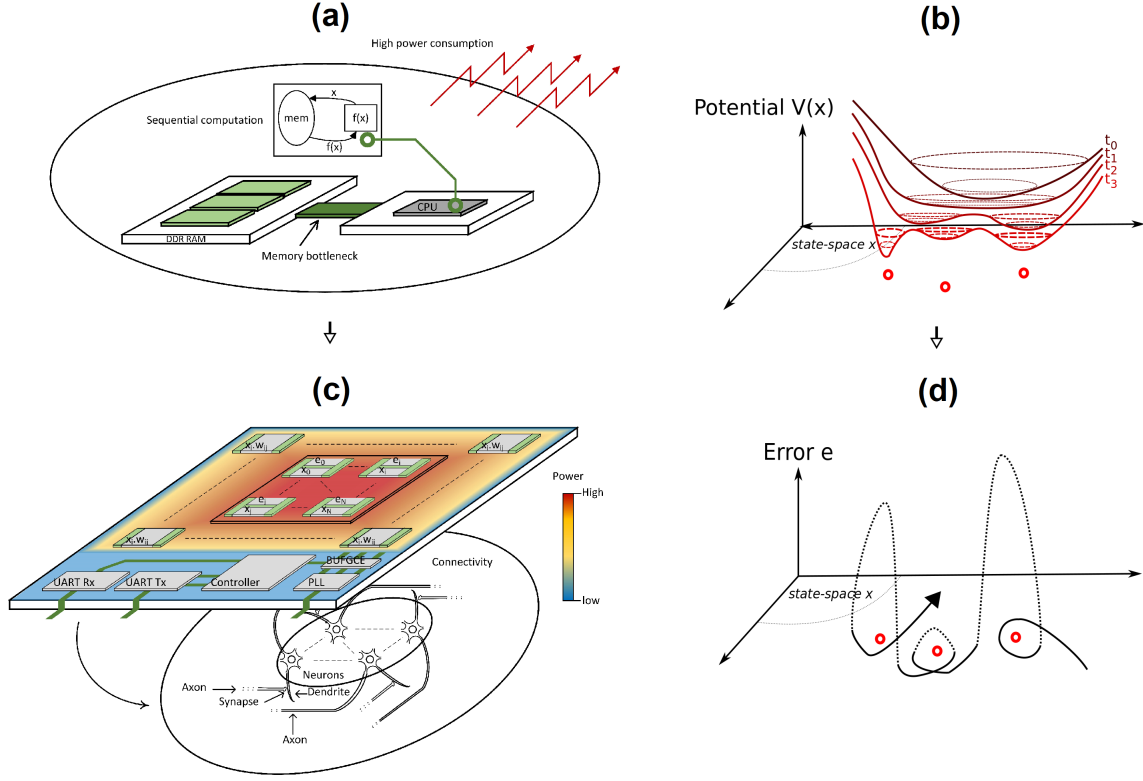 (a)
High power consumption
Sequential computation
mem
x
f(x)
f(x)
CPU
DDR RAM
Memory bottleneck
(b)
Potential V(x)
t0
t1
t2
t3
state-space x
(c)
xi.wij
xi.wij
e0
x0
ei
xi
ej
xj
eN
xN
xi.wij
xi.wij
Power
High
low
UART Rx
UART Tx
Controller
BUFGCE
PLL
Connectivity
Neurons
Axon
Synapse
Dendrite
Axon
(d)
Error e
state-space x